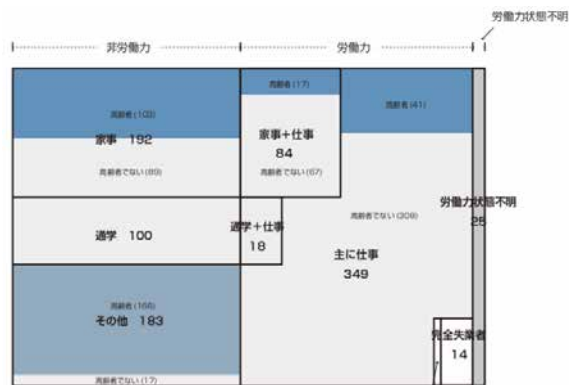 労働力状態不明
非労働力
労働力
高齢者 (103)
家事 192
高齢者でない (89)
高齢者 (17)
家事+仕事
84
高齢者でない (67)
高齢者 (41)
通学 100
通学+仕事
18
高齢者でない (308)
主に仕事
349
労働力状態不明
25
高齢者 (166)
その他 183
高齢者でない (17)
完全失業者
14